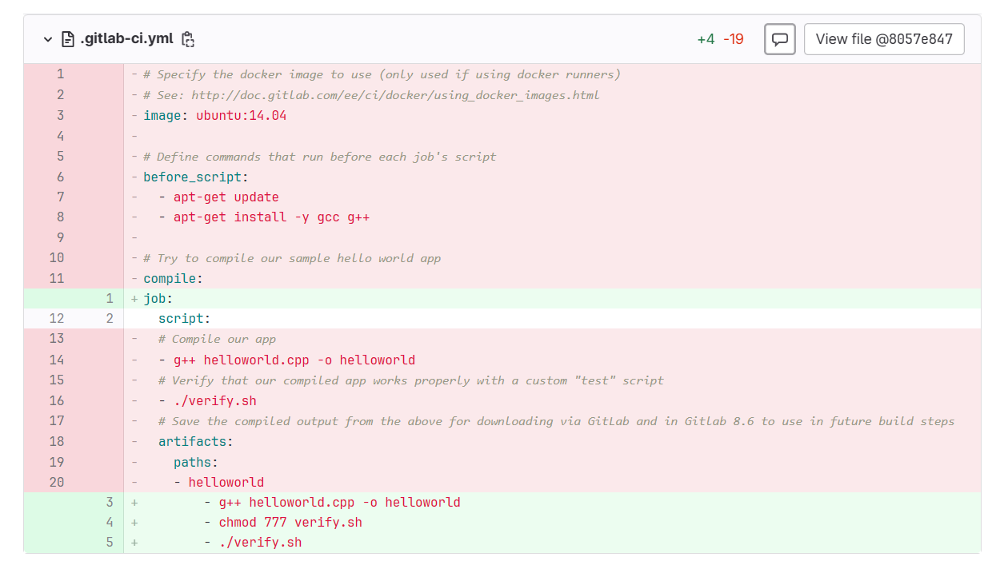 .gitlab-ci.yml +4 -19 View file @8057e847
1 - # Specify the docker image to use (only used if using docker runners)
2 - # See: http://doc.gitlab.com/ee/ci/docker/using_docker_images.html
3 - image: ubuntu:14.04
4 -
5 - # Define commands that run before each job's script
6 - before_script:
7 -   - apt-get update
8 -   - apt-get install -y gcc g++
9 -
10 - # Try to compile our sample hello world app
11 - compile:
1 + job:
12 2   script:
13 -   # Compile our app
14 -   - g++ helloworld.cpp -o helloworld
15 -   # Verify that our compiled app works properly with a custom "test" script
16 -   - ./verify.sh
17 -   # Save the compiled output from the above for downloading via GitLab and in Gitlab 8.6 to use in future build steps
18 -   artifacts:
19 -     paths:
20 -     - helloworld
3 +         - g++ helloworld.cpp -o helloworld
4 +         - chmod 777 verify.sh
5 +         - ./verify.sh